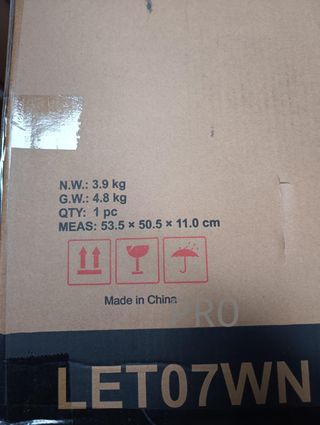 N.W.: 3.9 kg
G.W.: 4.8 kg
QTY: 1 pc
MEAS: 53.5 × 50.5 × 11.0 cm
Made in China
PRO
LET07WN